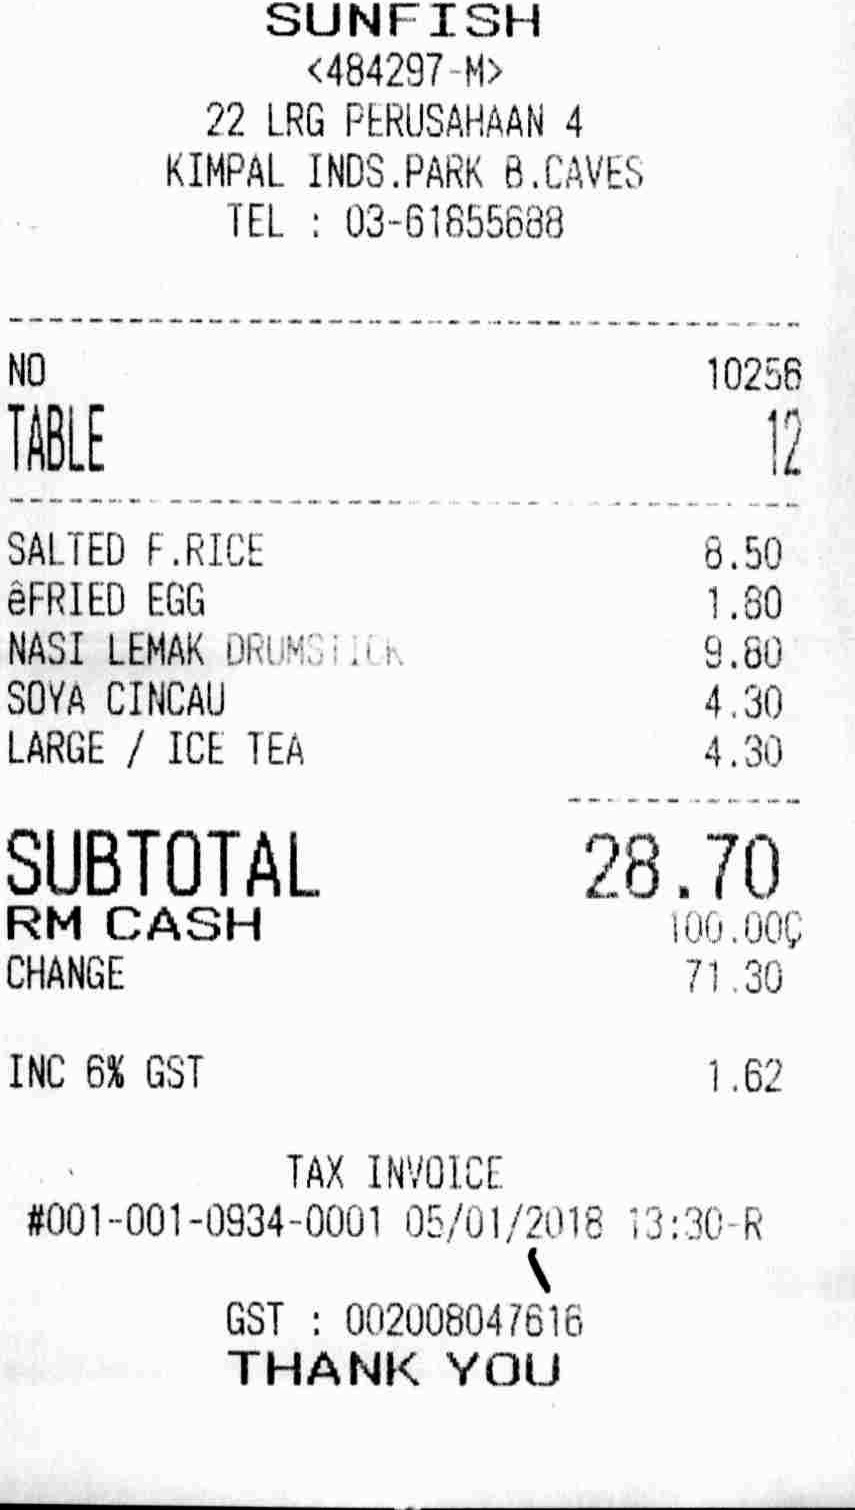 SUNFISH
<484297-M>
22 LRG PERUSAHAAN 4
KIMPAL INDS.PARK B.CAVES
TEL : 03-61855688
NO 10256
TABLE 12
SALTED F.RICE 8.50
êFRIED EGG 1.80
NASI LEMAK DRUMSTICK 9.80
SOYA CINCAU 4.30
LARGE / ICE TEA 4.30
SUBTOTAL 28.70
RM CASH 100.00Ç
CHANGE 71.30
INC 6% GST 1.62
TAX INVOICE
#001-001-0934-0001 05/01/2018 13:30-R
GST : 002008047616
THANK YOU